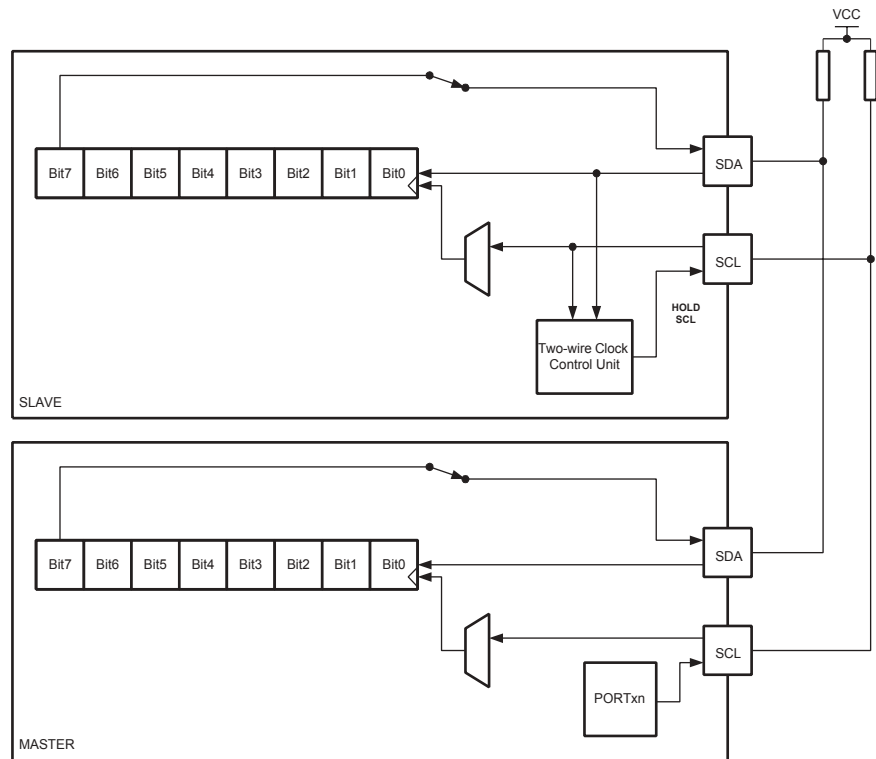 VCC
Bit7 Bit6 Bit5 Bit4 Bit3 Bit2 Bit1 Bit0
SDA
SCL
HOLD
SCL
Two-wire Clock
Control Unit
SLAVE
Bit7 Bit6 Bit5 Bit4 Bit3 Bit2 Bit1 Bit0
SDA
SCL
PORTxn
MASTER